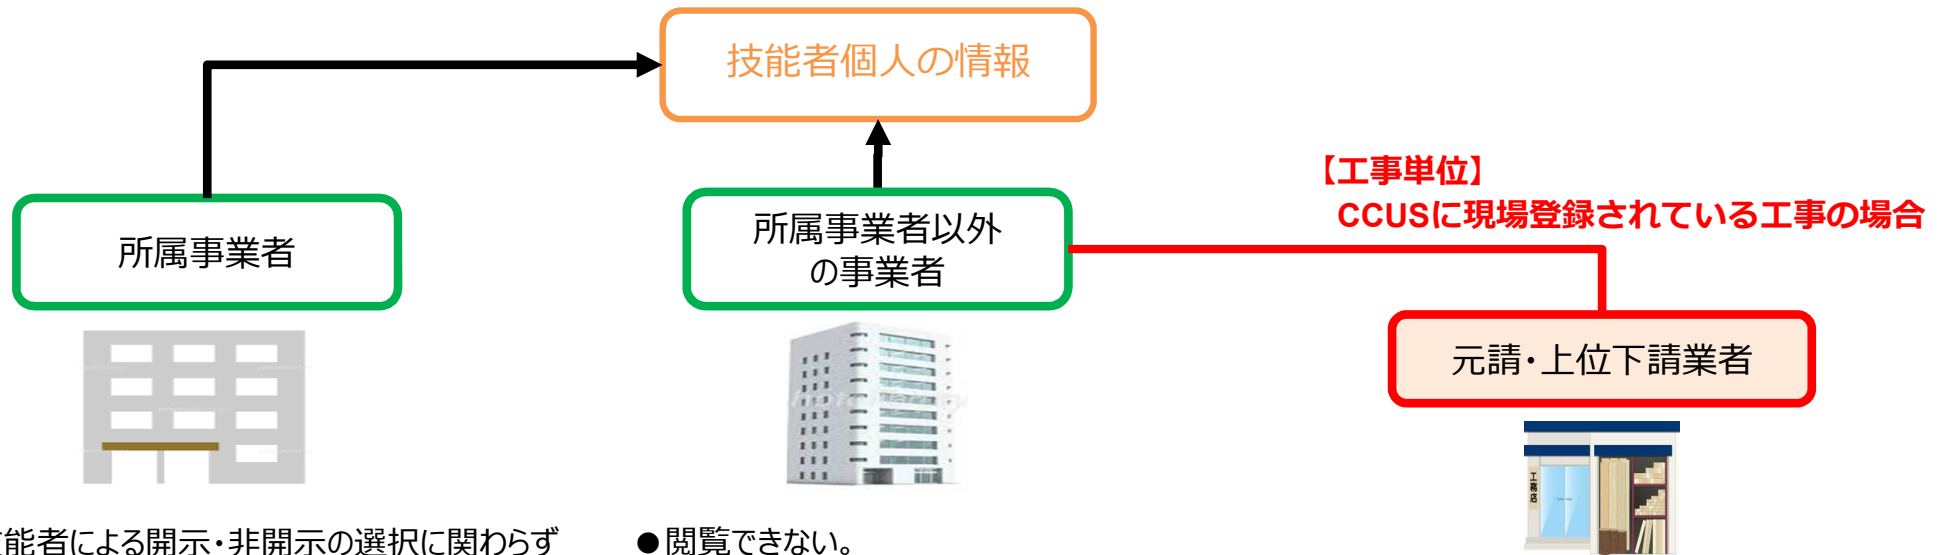 技能者個人の情報
【工事単位】
CCUSに現場登録されている工事の場合
所属事業者
所属事業者以外
の事業者
元請・上位下請業者
工務店
能者による開示・非開示の選択に関わらず
●閲覧できない。